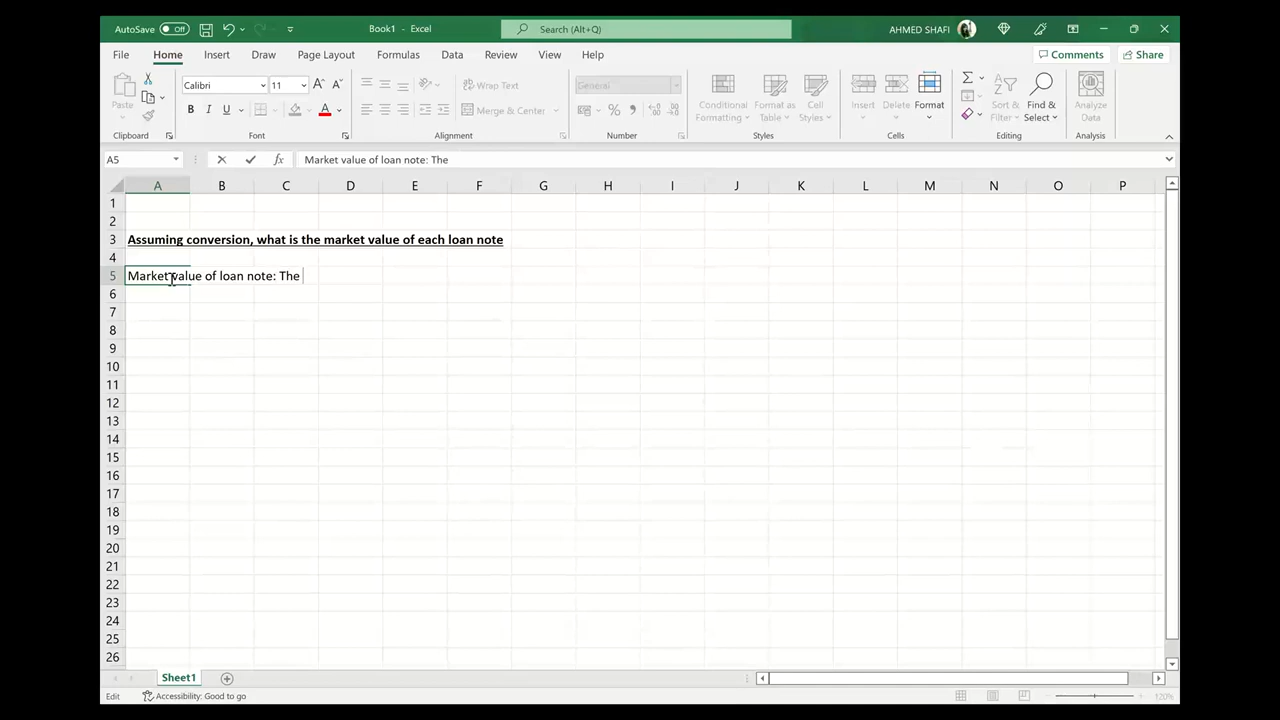 AutoSave Off Book1 - Excel Search (Alt+Q) AHMED SHAFI
File Home Insert Draw Page Layout Formulas Data Review View Help Comments Share
Calibri 11 Wrap Text General
Paste B I U Merge & Center Conditional Formatting Format as Table Styles Insert Delete Format Sort & Filter Find & Select Analyze Data
Clipboard Font Alignment Number Styles Cells Editing Analysis
A5 fx Market value of loan note: The
A B C D E F G H I J K L M N O P
1
2
3 Assuming conversion, what is the market value of each loan note
4
5 Market value of loan note: The
6
7
8
9
10
11
12
13
14
15
16
17
18
19
20
21
22
23
24
25
26
Sheet1
Edit Accessibility: Good to go 120%